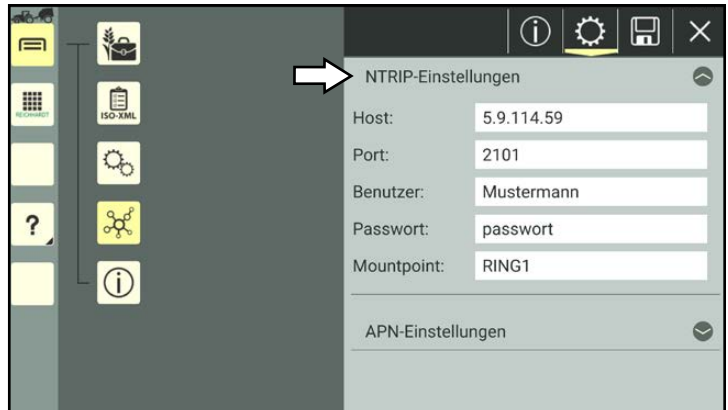 NTRIP-Einstellungen
Host: 5.9.114.59
Port: 2101
Benutzer: Mustermann
Passwort: passwort
Mountpoint: RING1
APN-Einstellungen
REICHHARDT
ISO-XML
?